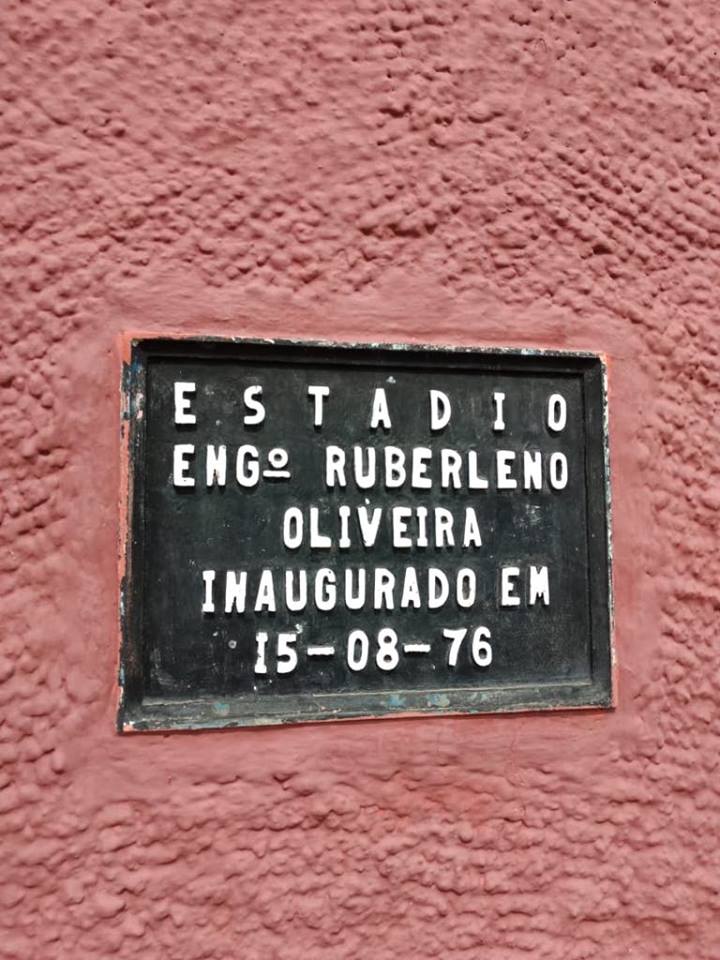 ESTADIO
ENGº RUBERLENO
OLIVEIRA
INAUGURADO EM
15-08-76